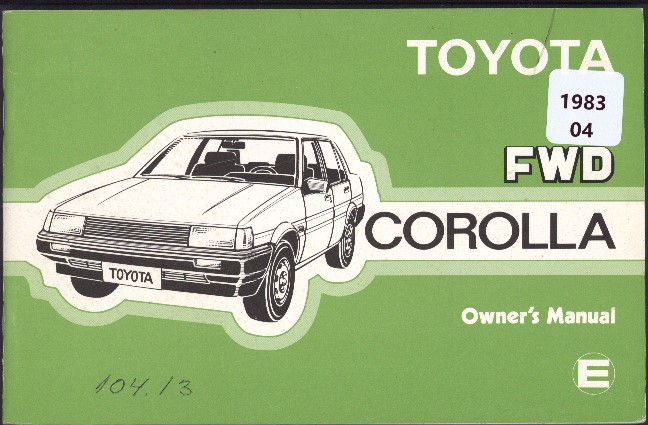 TOYOTA
1983
04
FWD
COROLLA
TOYOTA
Owner's Manual
E
104.13